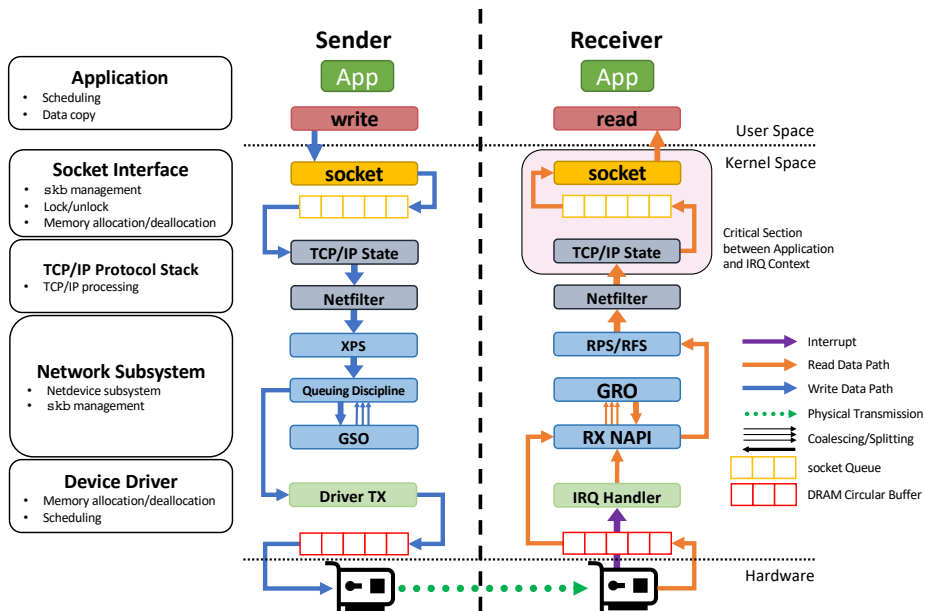 Sender
Receiver
Application
• Scheduling
• Data copy
App
App
write
read
User Space
Kernel Space
Socket Interface
• skb management
• Lock/unlock
• Memory allocation/deallocation
socket
socket
TCP/IP Protocol Stack
• TCP/IP processing
TCP/IP State
TCP/IP State
Critical Section
between Application
and IRQ Context
Netfilter
Netfilter
Network Subsystem
• Netdevice subsystem
• skb management
XPS
RPS/RFS
Queuing Discipline
GRO
GSO
RX NAPI
Interrupt
Read Data Path
Write Data Path
Physical Transmission
Coalescing/Splitting
socket Queue
DRAM Circular Buffer
Device Driver
• Memory allocation/deallocation
• Scheduling
Driver TX
IRQ Handler
Hardware